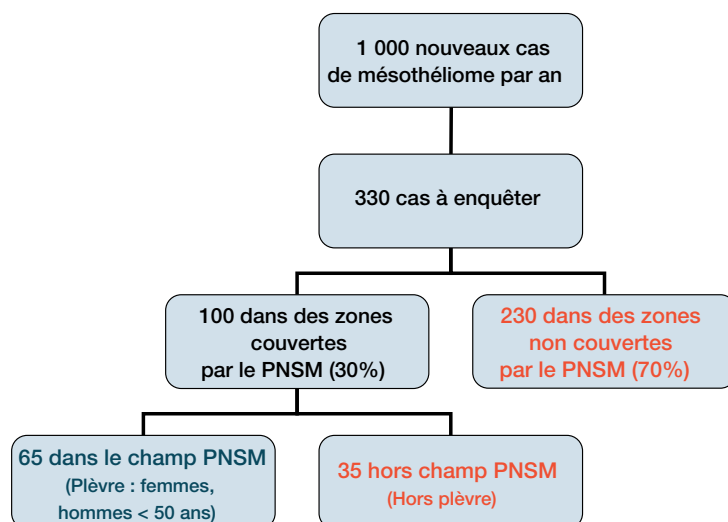 1 000 nouveaux cas
de mésothéliome par an
330 cas à enquêter
100 dans des zones
couvertes
par le PNSM (30%)
230 dans des zones
non couvertes
par le PNSM (70%)
65 dans le champ PNSM
(Plèvre : femmes,
hommes < 50 ans)
35 hors champ PNSM
(Hors plèvre)